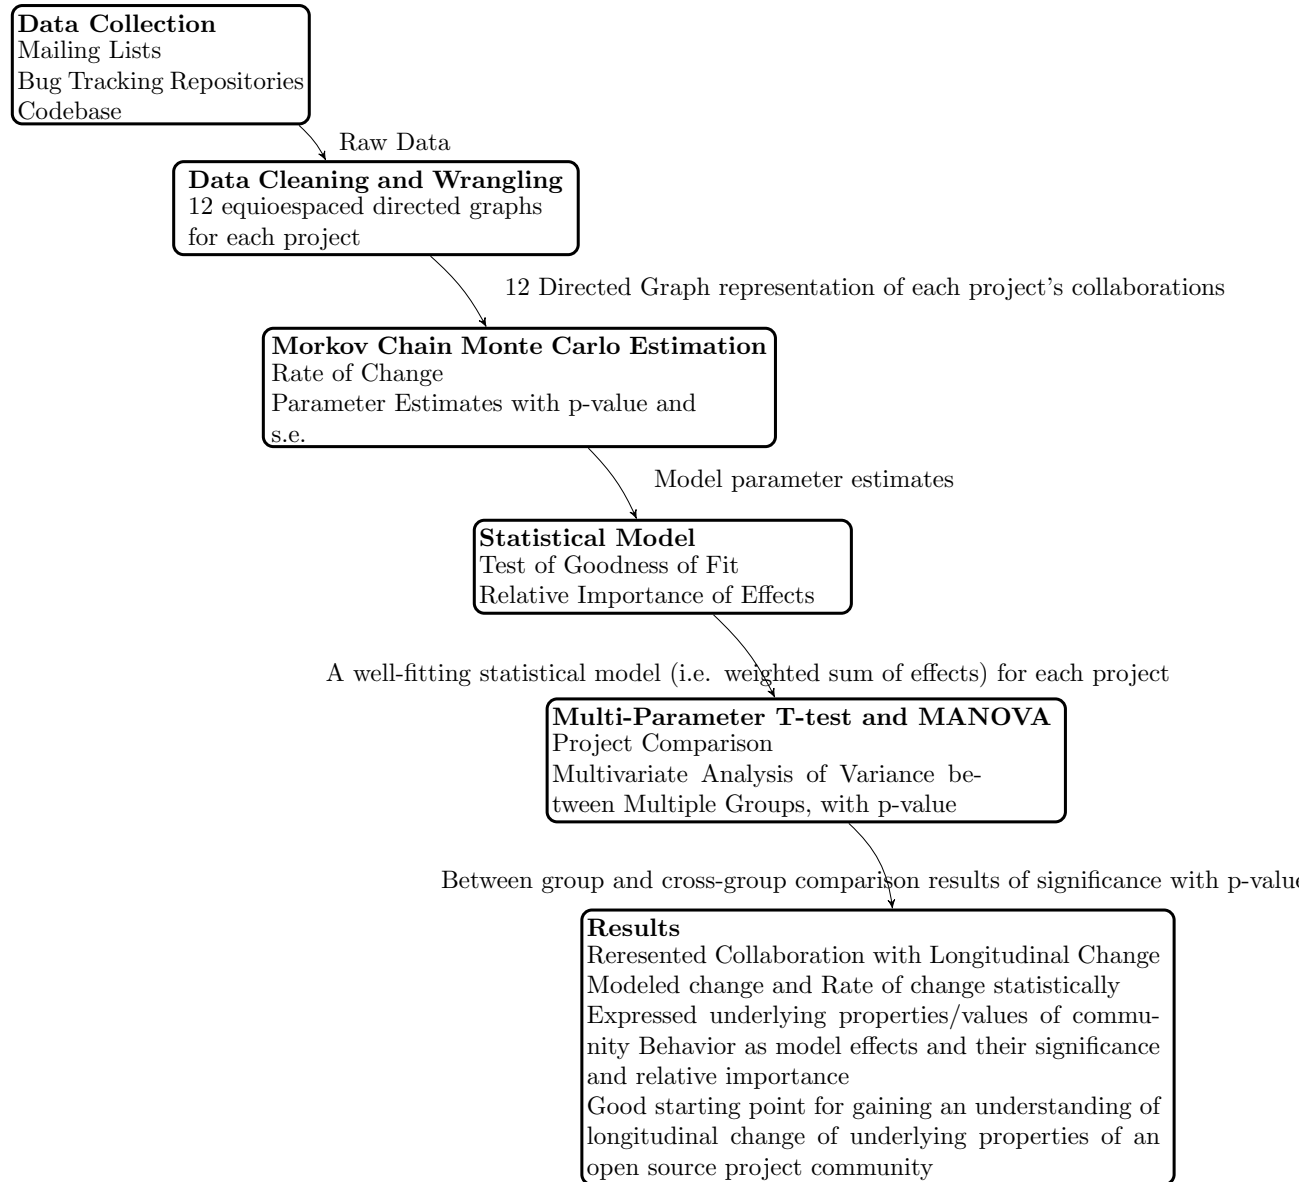 Data Collection
Mailing Lists
Bug Tracking Repositories
Codebase
Raw Data
Data Cleaning and Wrangling
12 equioespaced directed graphs
for each project
12 Directed Graph representation of each project's collaborations
Morkov Chain Monte Carlo Estimation
Rate of Change
Parameter Estimates with p-value and
s.e.
Model parameter estimates
Statistical Model
Test of Goodness of Fit
Relative Importance of Effects
A well-fitting statistical model (i.e. weighted sum of effects) for each project
Multi-Parameter T-test and MANOVA
Project Comparison
Multivariate Analysis of Variance be-
tween Multiple Groups, with p-value
Between group and cross-group comparison results of significance with p-value
Results
Reresented Collaboration with Longitudinal Change
Modeled change and Rate of change statistically
Expressed underlying properties/values of commu-
nity Behavior as model effects and their significance
and relative importance
Good starting point for gaining an understanding of
longitudinal change of underlying properties of an
open source project community